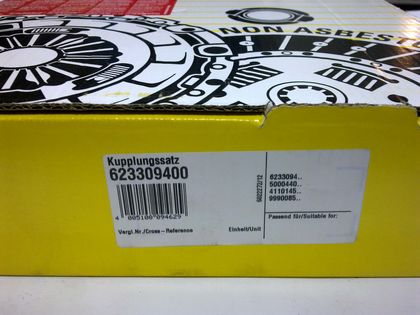 NON ASBEST
Kupplungssatz
623309400
4 005108 094629
Vergl.Nr./Cross-Reference
Einheit/Unit
6233094..
5000440..
4110145..
9990085..
Passend für/Suitable for: